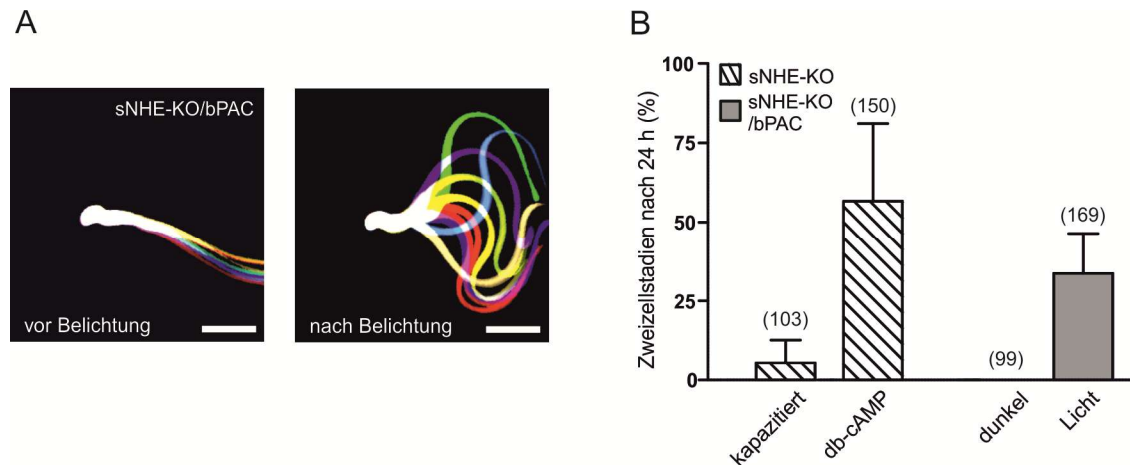 A
sNHE-KO/bPAC
vor Belichtung
nach Belichtung
B
Zweizellstadien nach 24 h (%)
100
75
50
25
0
sNHE-KO
sNHE-KO
/bPAC
(103)
(150)
(99)
(169)
kapazitiert
db-cAMP
dunkel
Licht